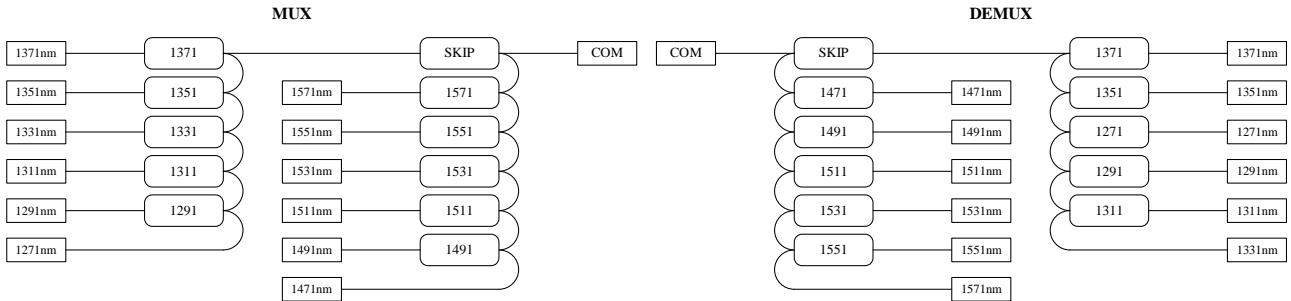 MUX
DEMUX
1371nm 1371 SKIP COM COM SKIP 1371 1371nm
1351nm 1351 1571nm 1571 1471 1471nm 1351 1351nm
1331nm 1331 1551nm 1551 1491 1491nm 1271 1271nm
1311nm 1311 1531nm 1531 1511 1511nm 1291 1291nm
1291nm 1291 1511nm 1511 1531 1531nm 1311 1311nm
1271nm 1491nm 1491 1551 1551nm 1331nm
1471nm 1571nm